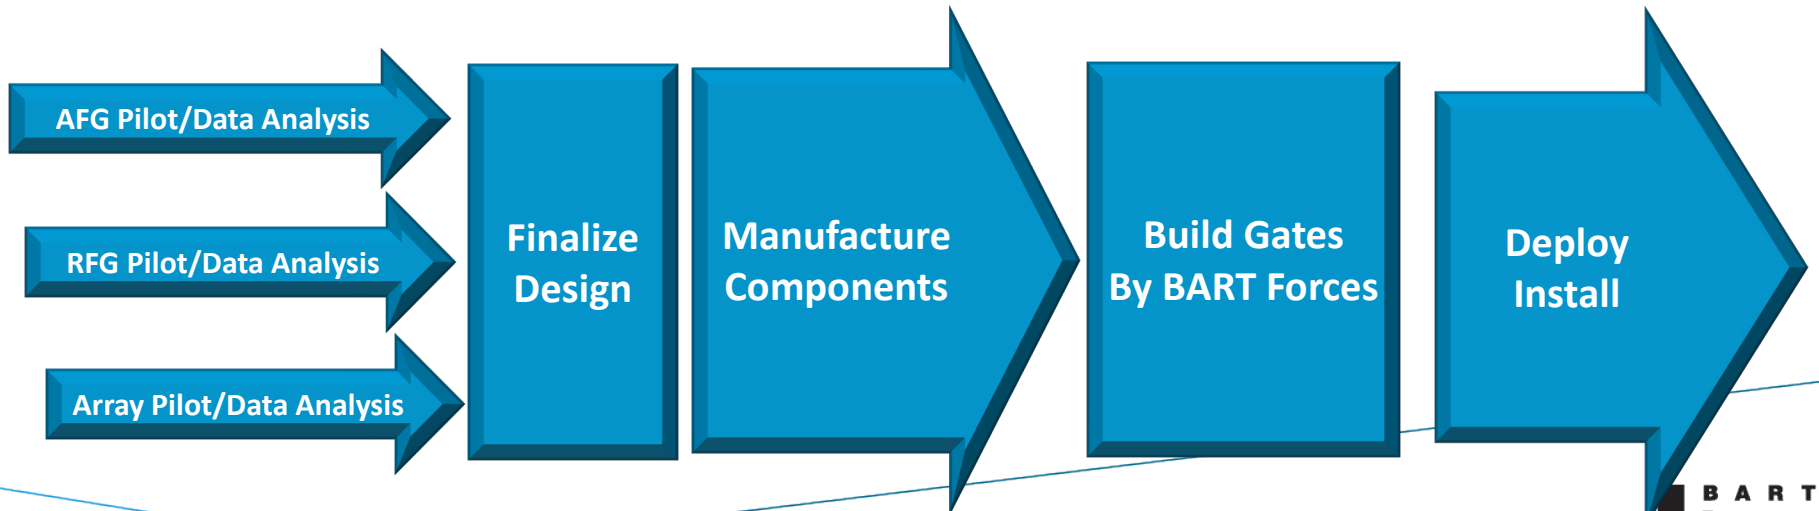 AFG Pilot/Data Analysis
RFG Pilot/Data Analysis
Array Pilot/Data Analysis
Finalize
Design
Manufacture
Components
Build Gates
By BART Forces
Deploy
Install
BART